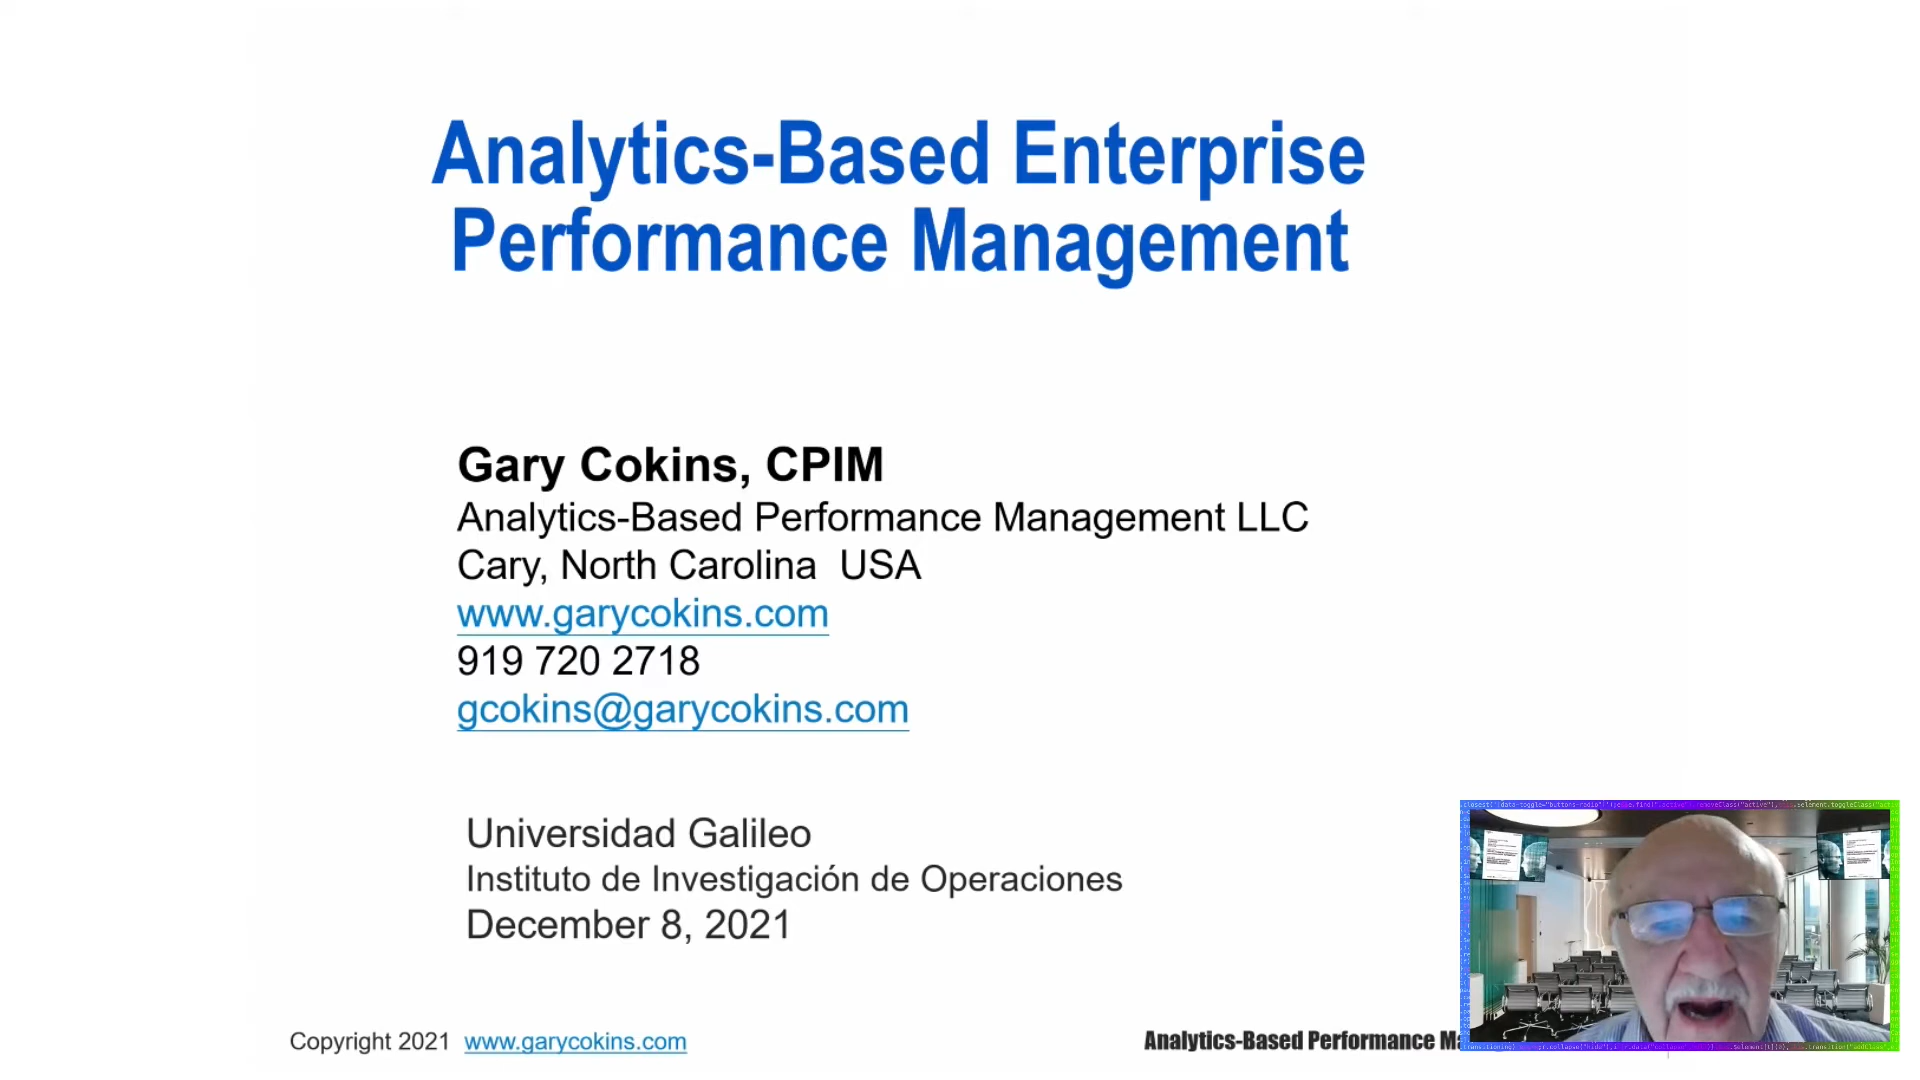 Analytics-Based Enterprise
Performance Management
Gary Cokins, CPIM
Analytics-Based Performance Management LLC
Cary, North Carolina USA
www.garycokins.com
919 720 2718
gcokins@garycokins.com
Universidad Galileo
Instituto de Investigación de Operaciones
December 8, 2021
Copyright 2021 www.garycokins.com
Analytics-Based Performance